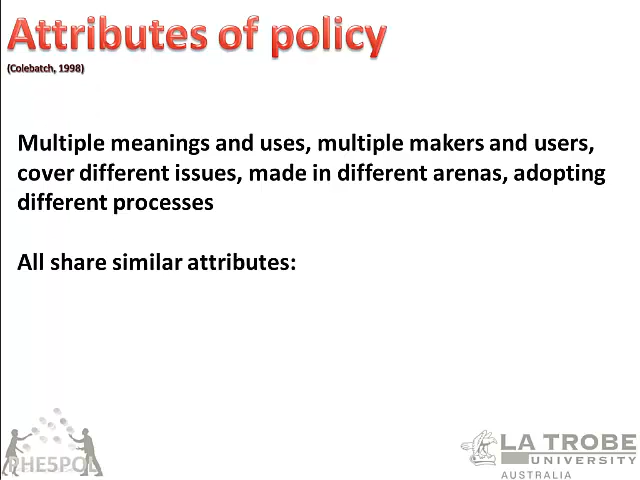 Attributes of policy
(Colebatch, 1998)
Multiple meanings and uses, multiple makers and users,
cover different issues, made in different arenas, adopting
different processes
All share similar attributes:
PHE5POL
LA TROBE
UNIVERSITY
AUSTRALIA